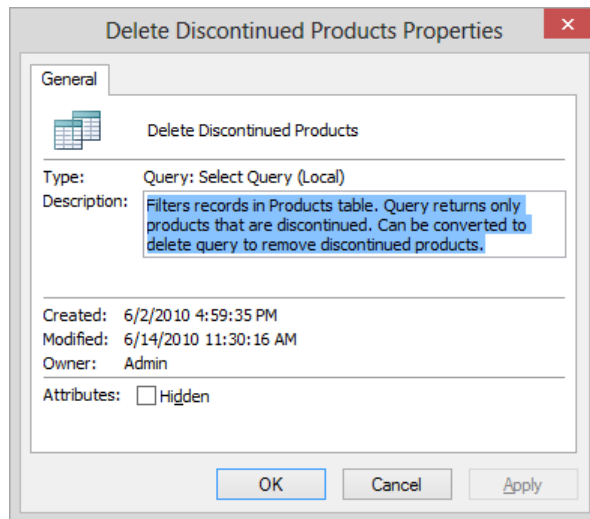 Delete Discontinued Products Properties
General
Delete Discontinued Products
Type: Query: Select Query (Local)
Description: Filters records in Products table. Query returns only
products that are discontinued. Can be converted to
delete query to remove discontinued products.
Created: 6/2/2010 4:59:35 PM
Modified: 6/14/2010 11:30:16 AM
Owner: Admin
Attributes: Hidden
OK Cancel Apply